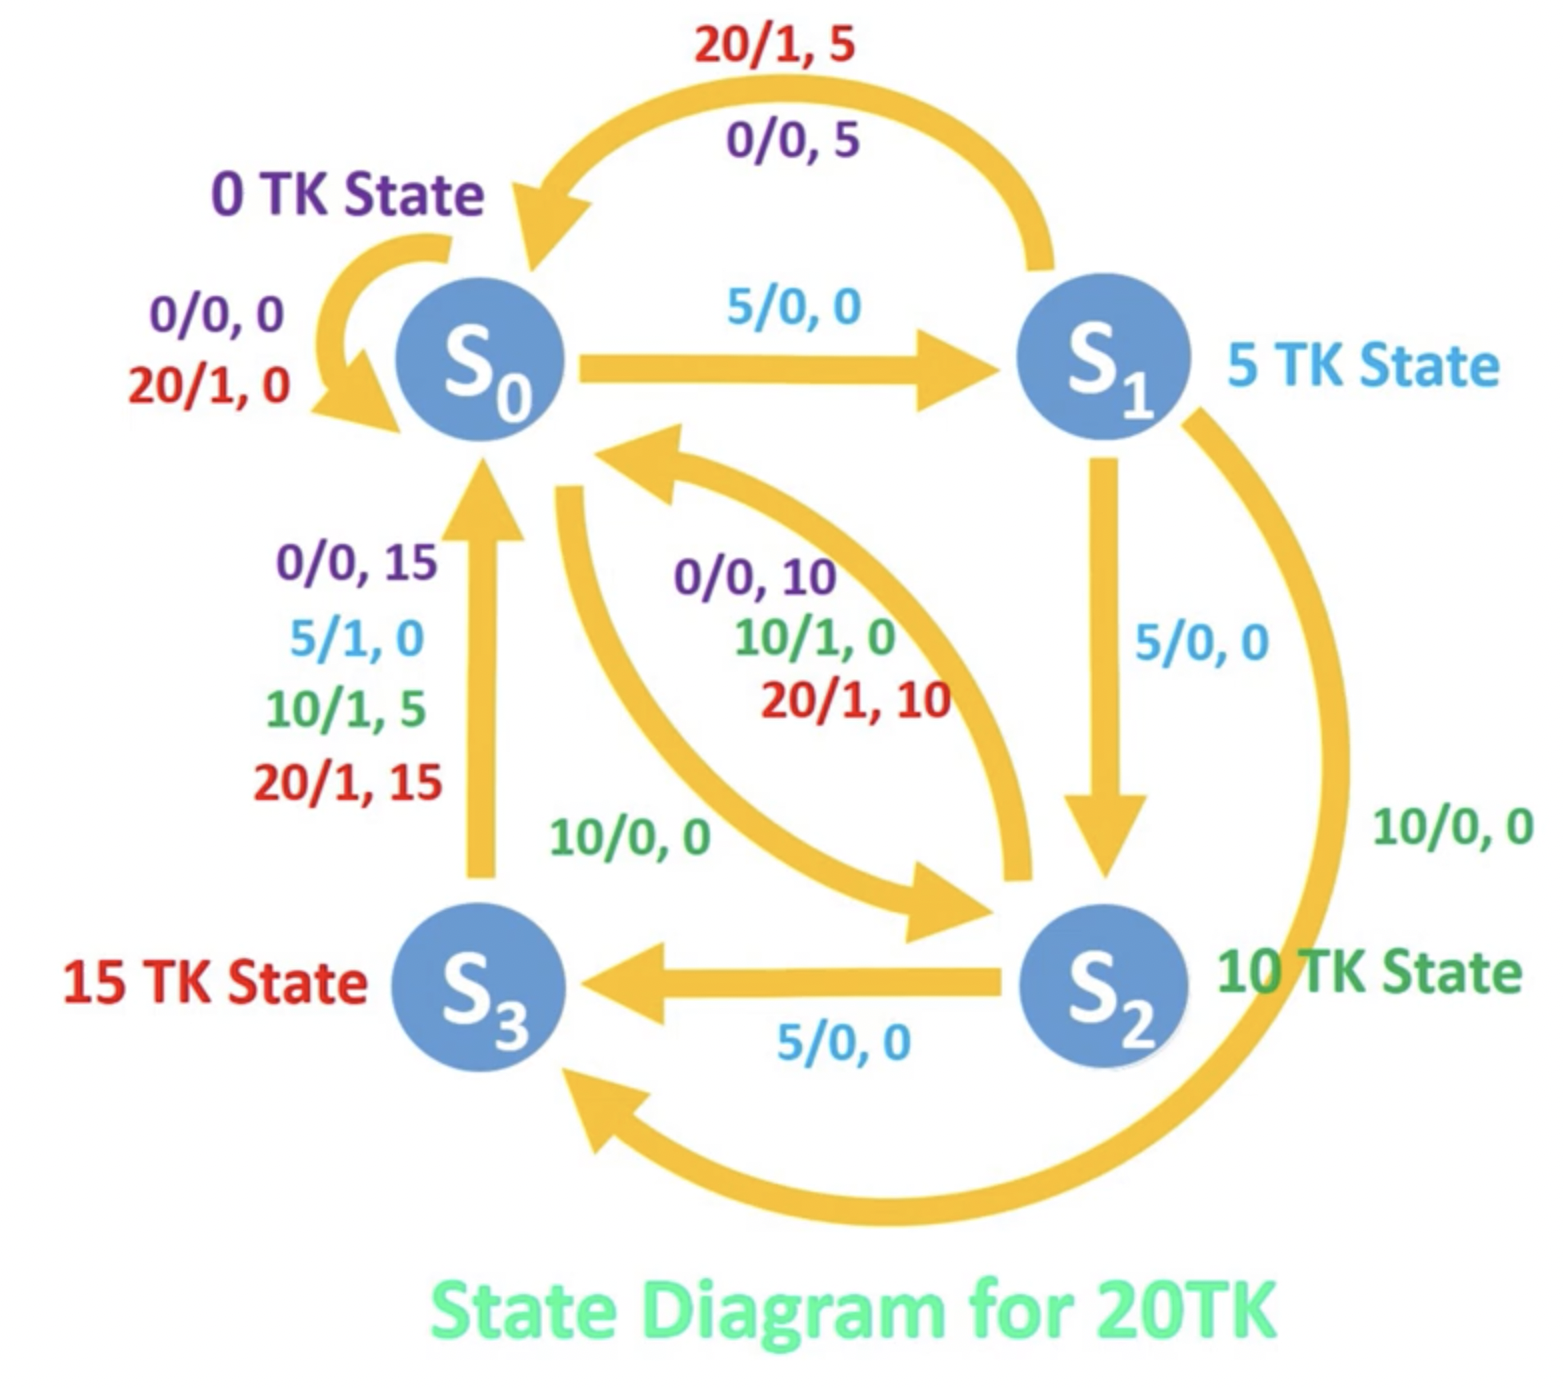 20/1, 5
0/0, 5
0 TK State
0/0, 0
20/1, 0
S0
5/0, 0
S1
5 TK State
0/0, 15
5/1, 0
10/1, 5
20/1, 15
0/0, 10
10/1, 0
20/1, 10
5/0, 0
10/0, 0
10/0, 0
15 TK State
S3
5/0, 0
S2
10 TK State
State Diagram for 20TK